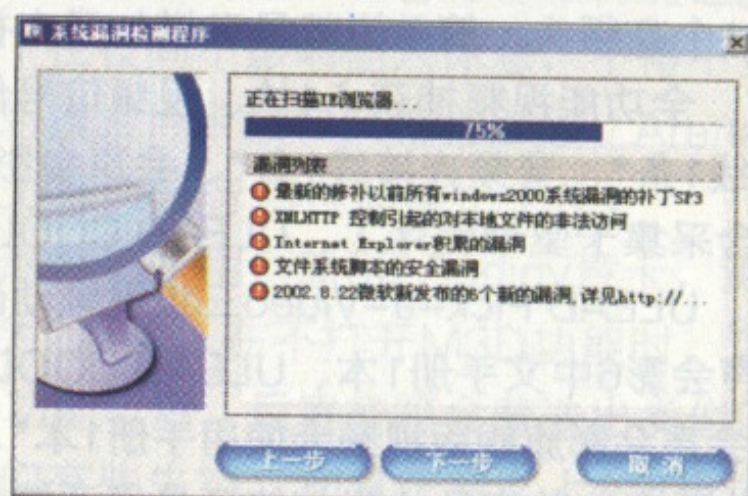 系统漏洞检测程序
正在扫描IE浏览器...
75%
漏洞列表
最新的修补以前所有windows2000系统漏洞的补丁SP3
XMLHTTP 控制引起的对本地文件的非法访问
Internet Explorer积累的漏洞
文件系统脚本的安全漏洞
2002.8.22微软新发布的6个新的漏洞,详见http://...
上一步 下一步 取消